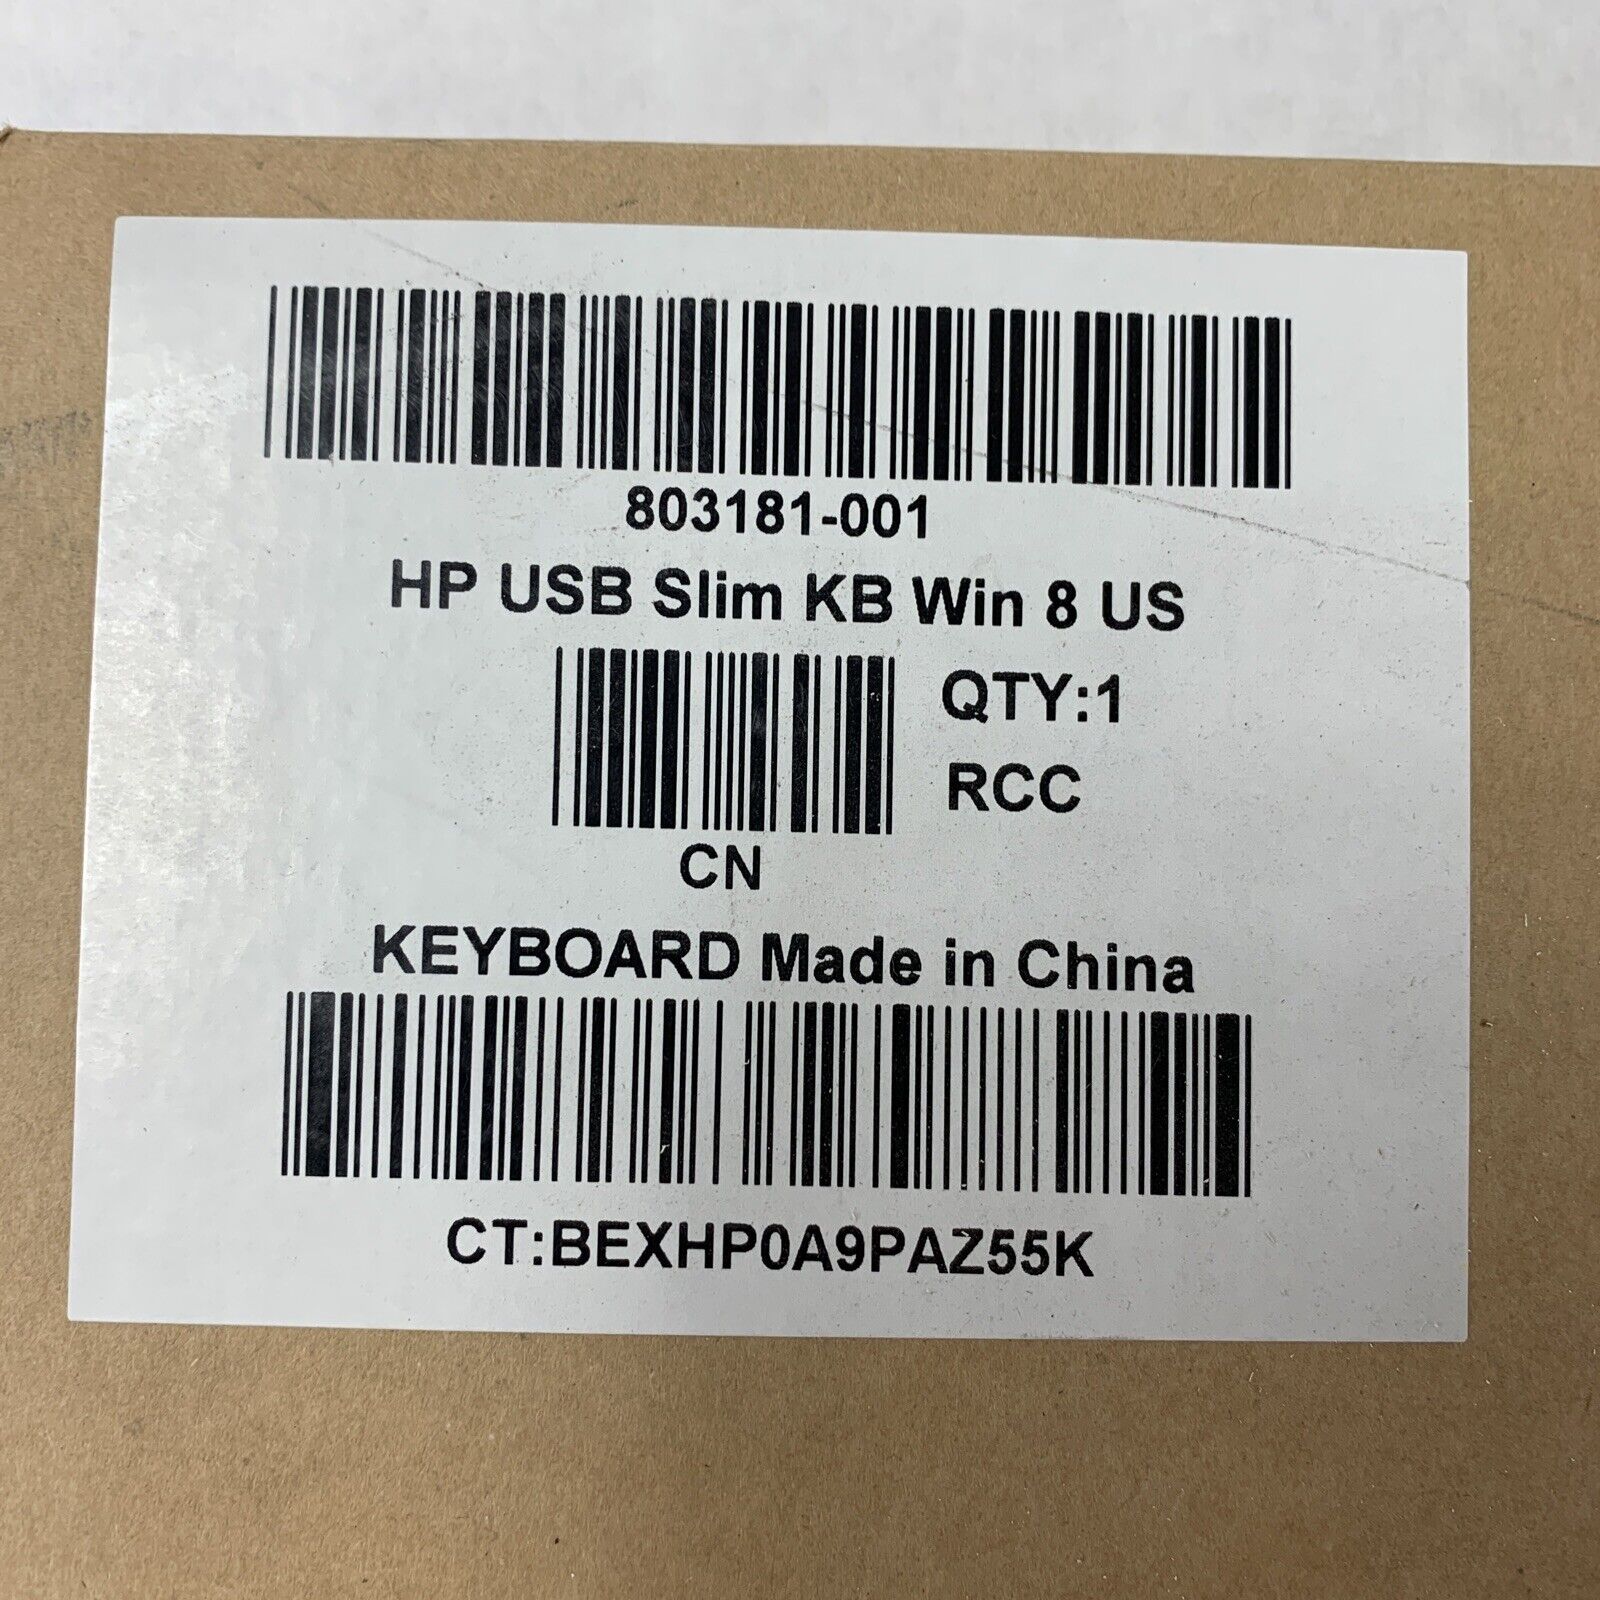 803181-001
HP USB Slim KB Win 8 US
QTY:1
RCC
CN
KEYBOARD Made in China
CT:BEXHP0A9PAZ55K